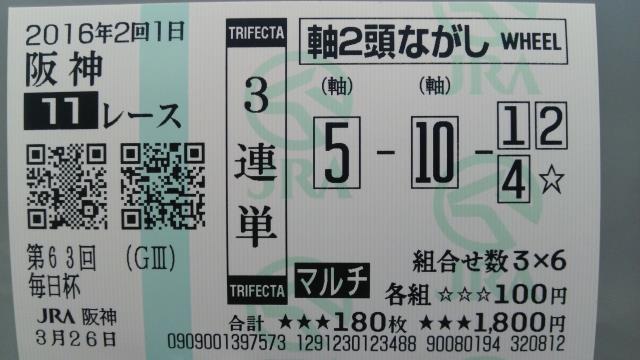 2016年2回1日
阪神
11レース
第63回 (GⅢ)
毎日杯
JRA 阪神
3月26日
TRIFECTA
3連単
TRIFECTA
軸2頭ながし WHEEL
(軸) (軸)
5 - 10 - 1 2
4 ☆
マルチ
組合せ数3×6
各組 ☆☆☆100円
合計 ★★★180枚 ★★★1,800円
0909001397573 1291230123488 90080194 320812
JRA
JRA